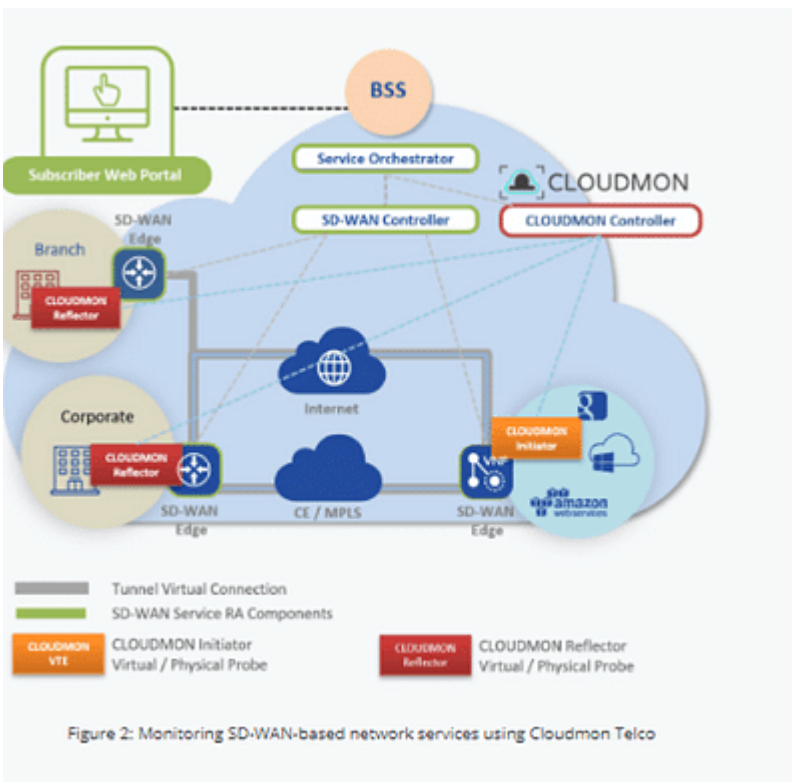 BSS
Service Orchestrator
Subscriber Web Portal
CLOUDMON
SD-WAN
Edge
SD-WAN Controller
CLOUDMON Controller
Branch
CLOUDMON
Reflector
Internet
Corporate
CLOUDMON
Reflector
CLOUDMON
Initiator
VNF
amazon
webservices
SD-WAN
Edge
CE / MPLS
SD-WAN
Edge
Tunnel Virtual Connection
SD-WAN Service RA Components
CLOUDMON
VTE
CLOUDMON Initiator
Virtual / Physical Probe
CLOUDMON
Reflector
CLOUDMON Reflector
Virtual / Physical Probe
Figure 2: Monitoring SD-WAN-based network services using Cloudmon Telco